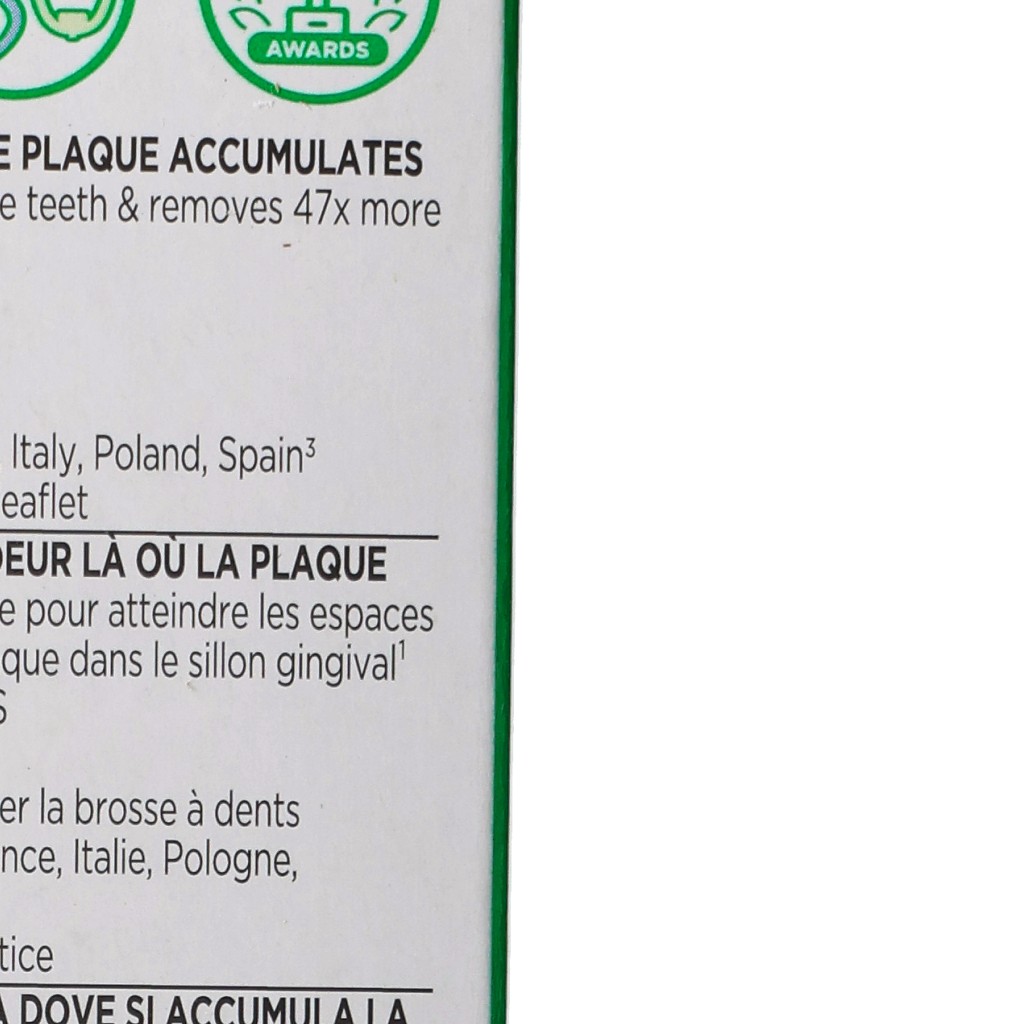 AWARDS
E PLAQUE ACCUMULATES
e teeth & removes 47x more
Italy, Poland, Spain³
eaflet
EUR LÀ OÙ LA PLAQUE
e pour atteindre les espaces
que dans le sillon gingival¹
S
er la brosse à dents
nce, Italie, Pologne,
tice
DOVE SI ACCUMULA LA